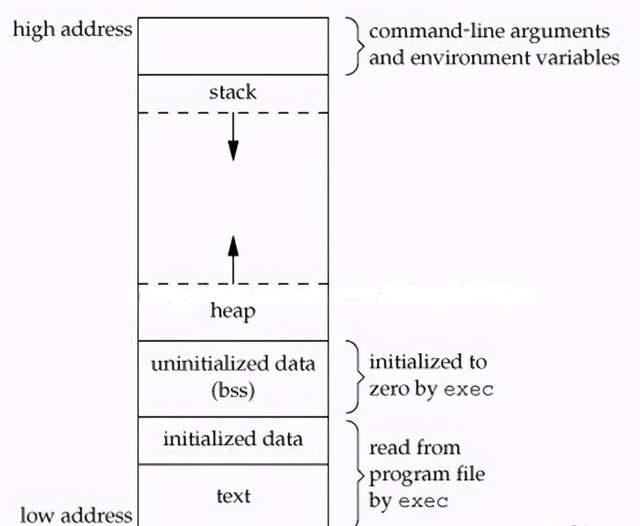 high address
command-line arguments
and environment variables
stack
heap
uninitialized data
(bss)
initialized to
zero by exec
initialized data
read from
program file
by exec
text
low address